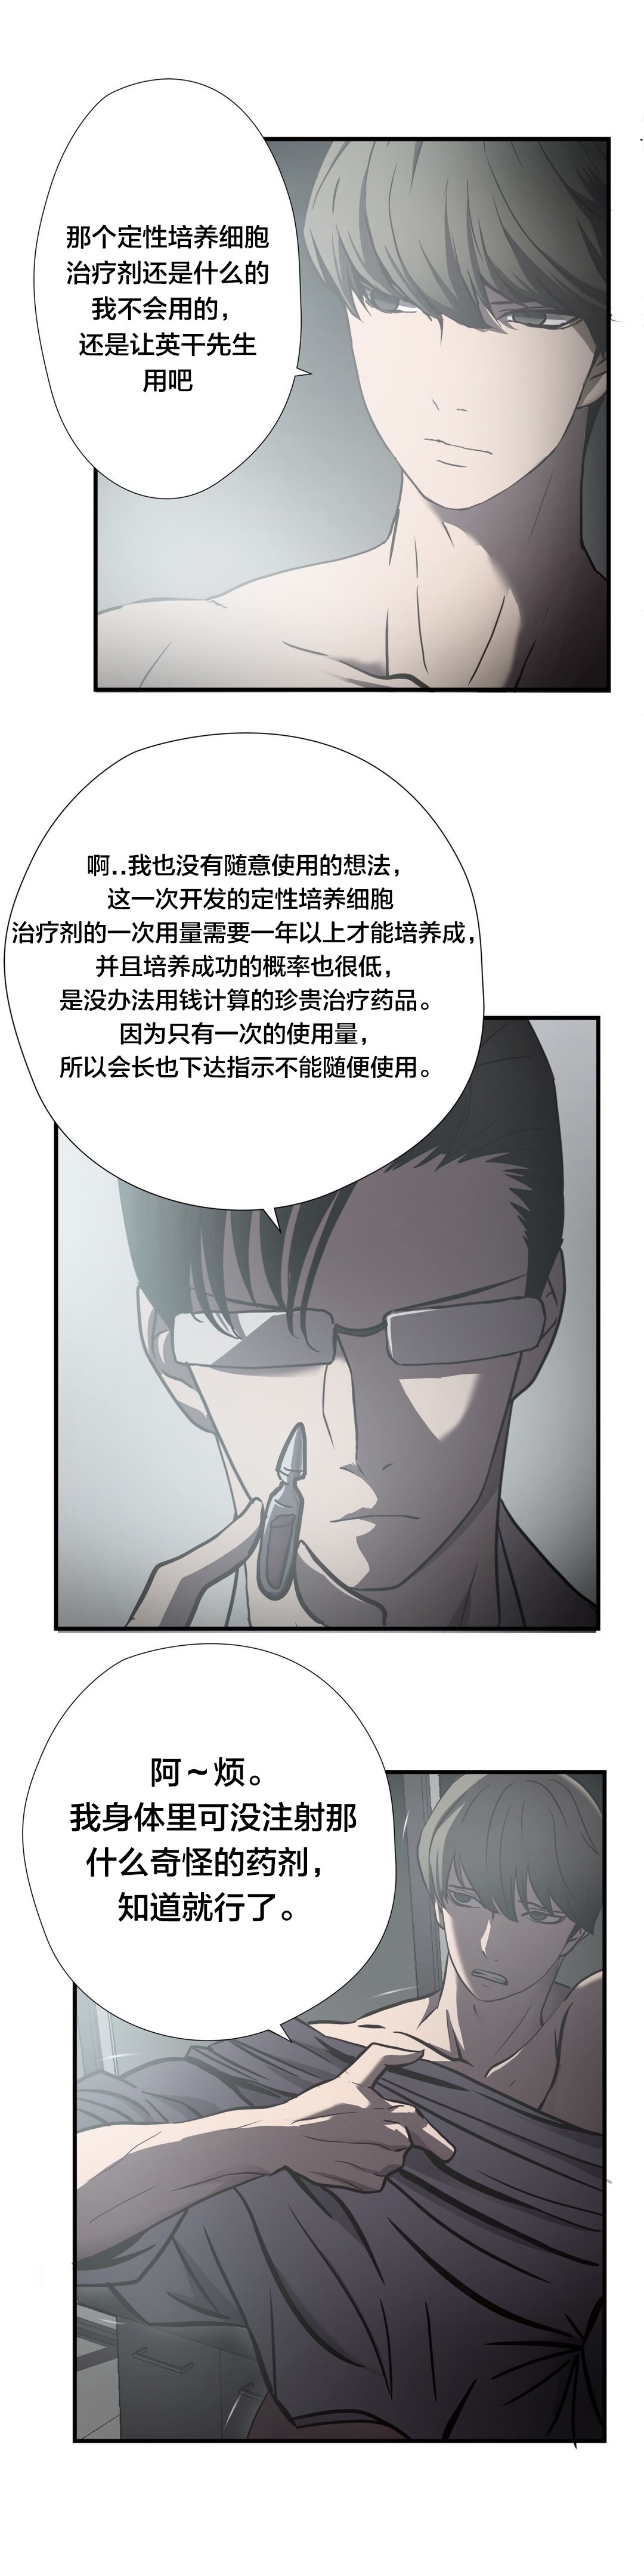 那个定性培养细胞
治疗剂还是什么的
我不会用的，
还是让英干先生
用吧
啊..我也没有随意使用的想法，
这一次开发的定性培养细胞
治疗剂的一次用量需要一年以上才能培养成，
并且培养成功的概率也很低，
是没办法用钱计算的珍贵治疗药品。
因为只有一次的使用量，
所以会长也下达指示不能随便使用。
阿~烦。
我身体里可没注射那
什么奇怪的药剂，
知道就行了。